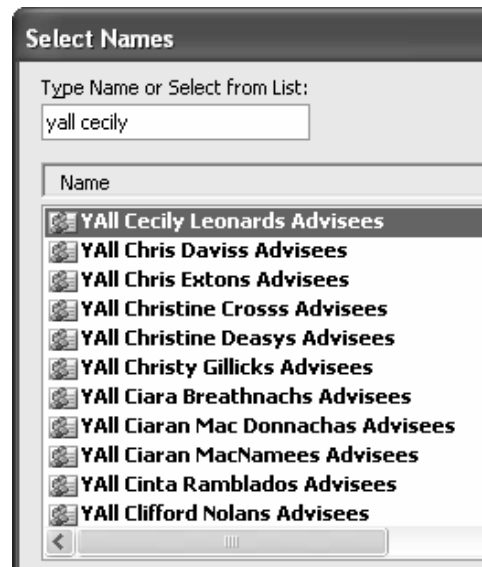 Select Names
Type Name or Select from List:
yall cecily
Name
YAll Cecily Leonards Advisees
YAll Chris Daviss Advisees
YAll Chris Extons Advisees
YAll Christine Crosss Advisees
YAll Christine Deasys Advisees
YAll Christy Gillicks Advisees
YAll Ciara Breathnachs Advisees
YAll Ciaran Mac Donnachas Advisees
YAll Ciaran MacNamees Advisees
YAll Cinta Ramblados Advisees
YAll Clifford Nolans Advisees